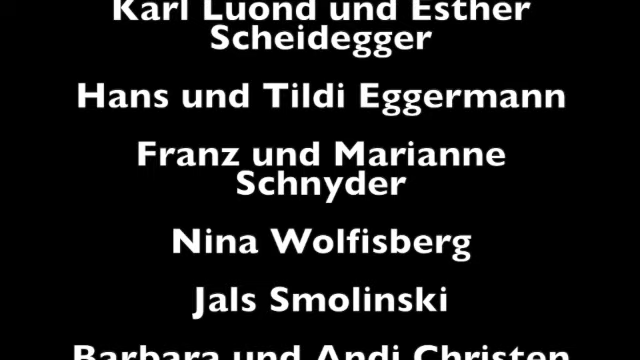 Karl Lüönd und Esther
Scheidegger
Hans und Tildi Eggermann
Franz und Marianne
Schnyder
Nina Wolfisberg
Jals Smolinski
Barbara und Andi Christen